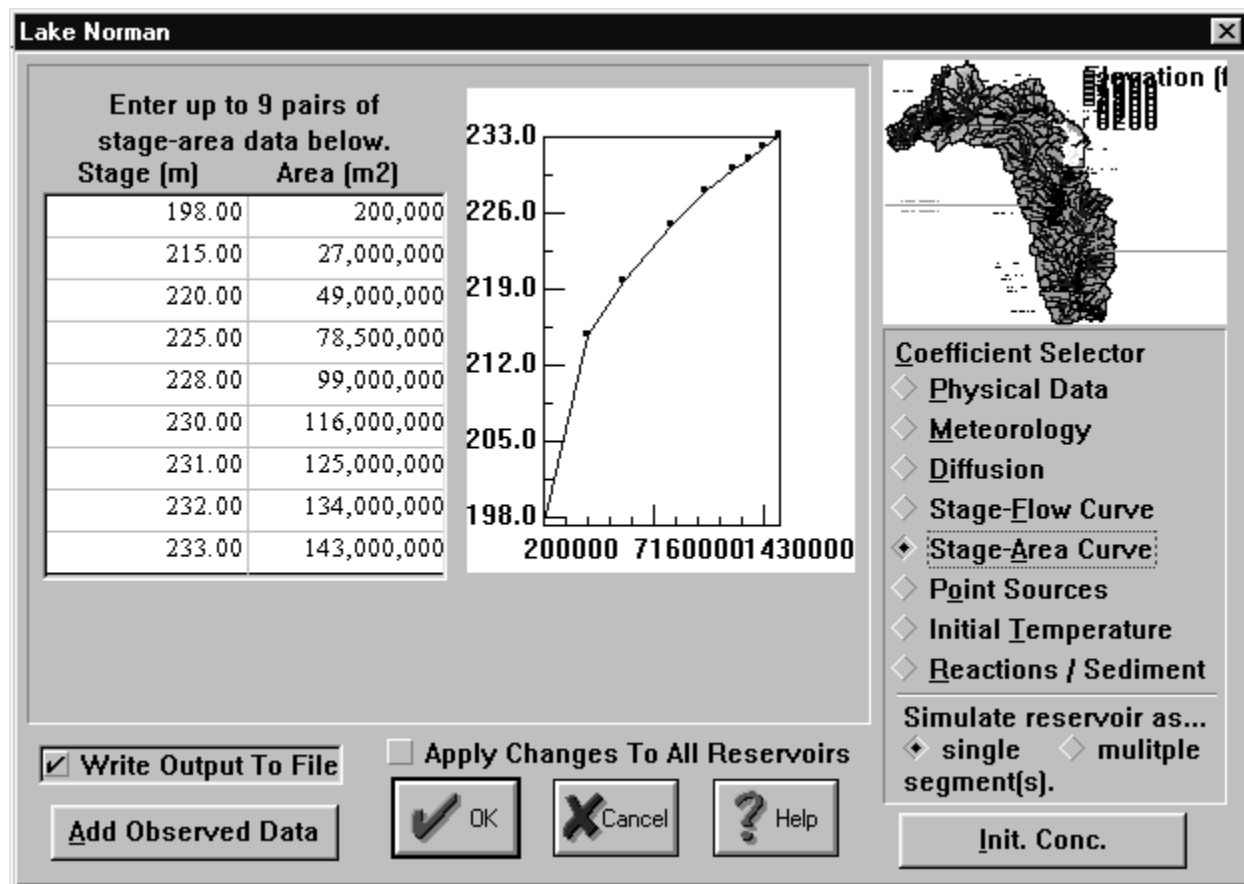 Lake Norman
Enter up to 9 pairs of
stage-area data below.
Stage (m) Area (m2)
198.00 200,000
215.00 27,000,000
220.00 49,000,000
225.00 78,500,000
228.00 99,000,000
230.00 116,000,000
231.00 125,000,000
232.00 134,000,000
233.00 143,000,000
233.0
226.0
219.0
212.0
205.0
198.0
200000 71600001430000
Elevation (f
Coefficient Selector
Physical Data
Meteorology
Diffusion
Stage-Flow Curve
Stage-Area Curve
Point Sources
Initial Temperature
Reactions / Sediment
Simulate reservoir as...
single mulitple
segment(s).
Write Output To File
Apply Changes To All Reservoirs
Add Observed Data
OK
Cancel
Help
Init. Conc.